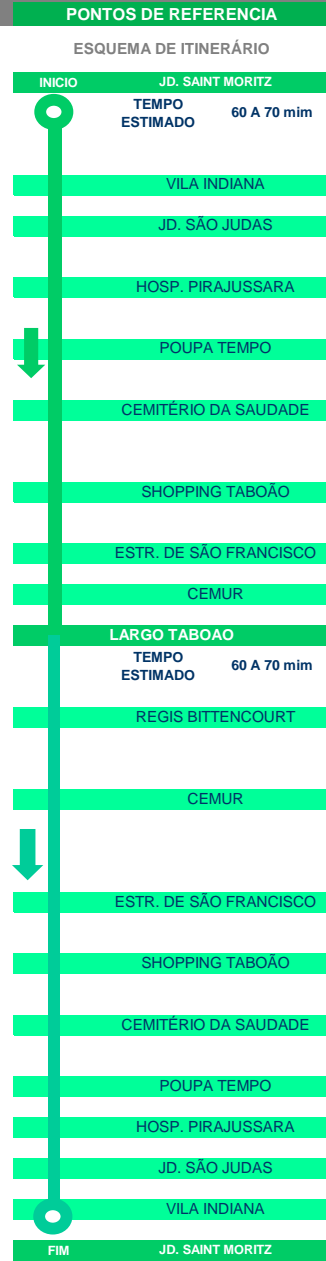 PONTOS DE REFERENCIA
ESQUEMA DE ITINERÁRIO
INICIO JD. SAINT MORITZ
TEMPO ESTIMADO 60 A 70 mim
VILA INDIANA
JD. SÃO JUDAS
HOSP. PIRAJUSSARA
POUPA TEMPO
CEMITÉRIO DA SAUDADE
SHOPPING TABOÃO
ESTR. DE SÃO FRANCISCO
CEMUR
LARGO TABOAO
TEMPO ESTIMADO 60 A 70 mim
REGIS BITTENCOURT
CEMUR
ESTR. DE SÃO FRANCISCO
SHOPPING TABOÃO
CEMITÉRIO DA SAUDADE
POUPA TEMPO
HOSP. PIRAJUSSARA
JD. SÃO JUDAS
VILA INDIANA
FIM JD. SAINT MORITZ